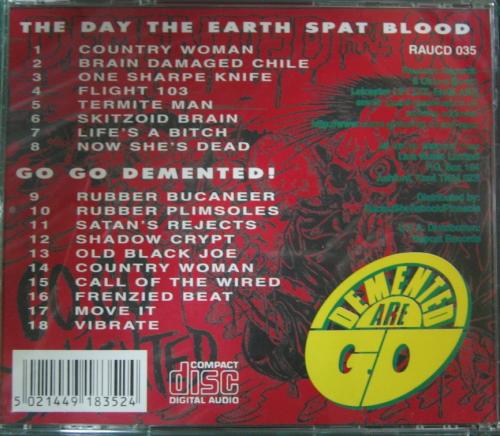 THE DAY THE EARTH SPAT BLOOD
RAUCD 035
1 COUNTRY WOMAN
2 BRAIN DAMAGED CHILE
3 ONE SHARPE KNIFE
4 FLIGHT 103
5 TERMITE MAN
6 SKITZOID BRAIN
7 LIFE'S A BITCH
8 NOW SHE'S DEAD
GO GO DEMENTED!
9 RUBBER BUCANEER
10 RUBBER PLIMSOLES
11 SATAN'S REJECTS
12 SHADOW CRYPT
13 OLD BLACK JOE
14 COUNTRY WOMAN
15 CALL OF THE WIRED
16 FRENZIED BEAT
17 MOVE IT
18 VIBRATE
Distributed by:
Distribution:
Records
DEMENTED
ARE
GO
COMPACT
disc
DIGITAL AUDIO
5 021449 183524